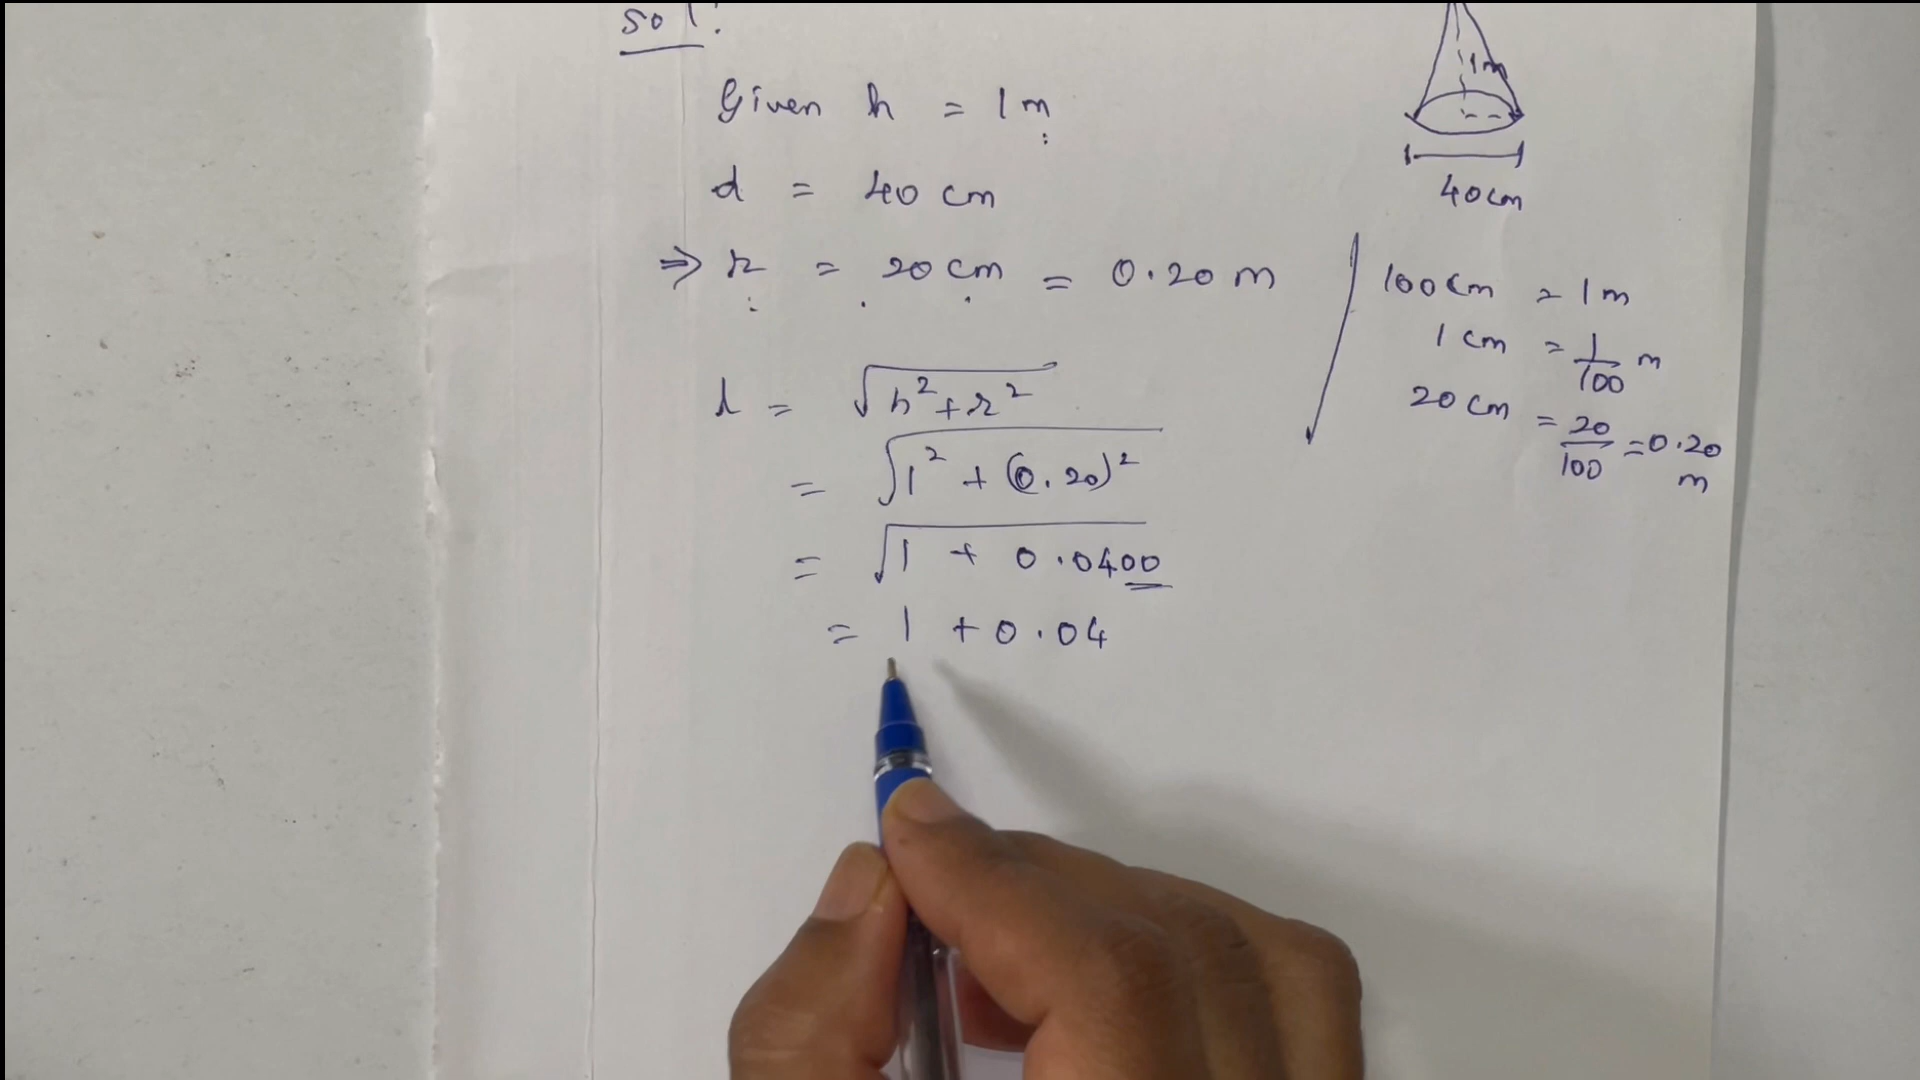 Sol:
Given h = 1m
d = 40 cm
⇒ r = 20 cm = 0.20 m
l = √h²+r²
= √1² + (0.20)²
= √1 + 0.0400
= 1 + 0.04
1m
40cm
100cm = 1m
1 cm = 1/100 m
20 cm = 20/100 = 0.20
m